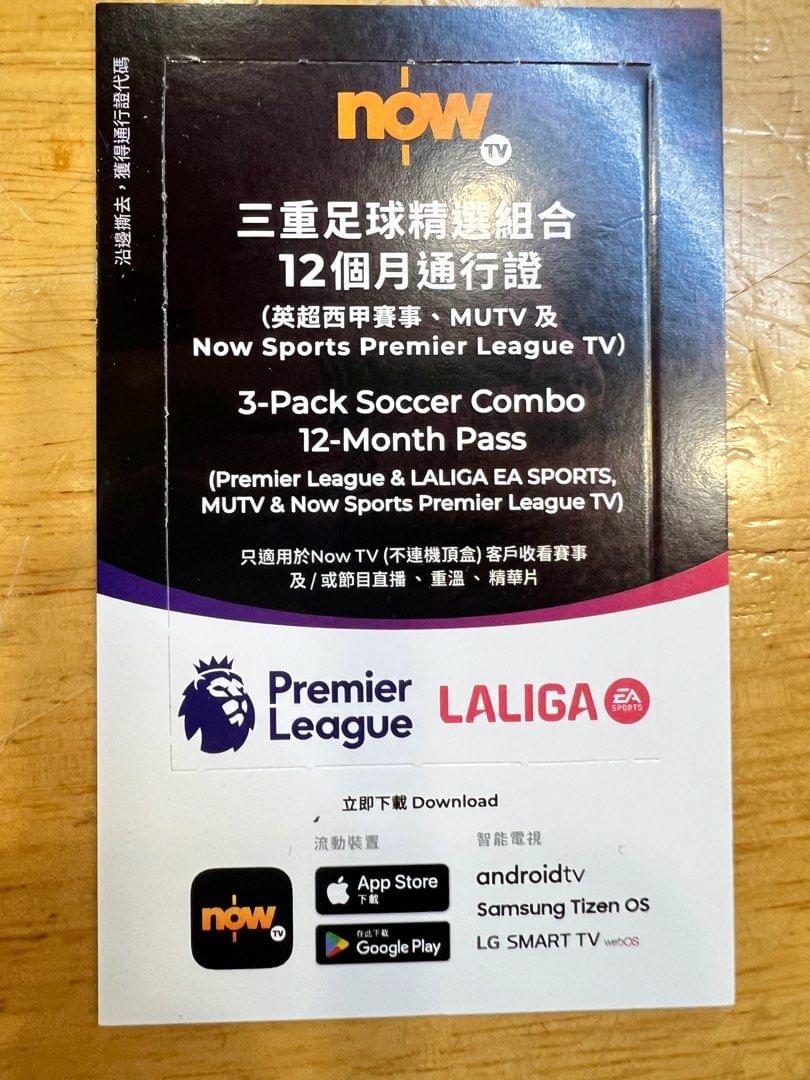 沿邊撕去，獲得通行證代碼
now
TV
三重足球精選組合
12個月通行證
（英超西甲賽事、MUTV 及
Now Sports Premier League TV）
3-Pack Soccer Combo
12-Month Pass
(Premier League & LALIGA EA SPORTS,
MUTV & Now Sports Premier League TV)
只適用於Now TV (不連機頂盒) 客戶收看賽事
及 / 或節目直播、重溫、精華片
Premier
League
LALIGA EA SPORTS
立即下載 Download
流動裝置
智能電視
now TV
App Store
下載
在此下載
Google Play
androidtv
Samsung Tizen OS
LG SMART TV webOS